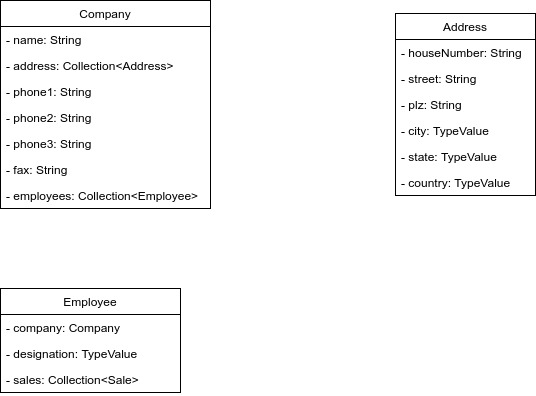 Company
- name: String
- address: Collection<Address>
- phone1: String
- phone2: String
- phone3: String
- fax: String
- employees: Collection<Employee>
Address
- houseNumber: String
- street: String
- plz: String
- city: TypeValue
- state: TypeValue
- country: TypeValue
Employee
- company: Company
- designation: TypeValue
- sales: Collection<Sale>